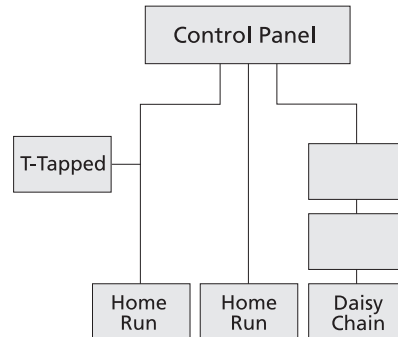 Control Panel
T-Tapped
Home
Run
Home
Run
Daisy
Chain